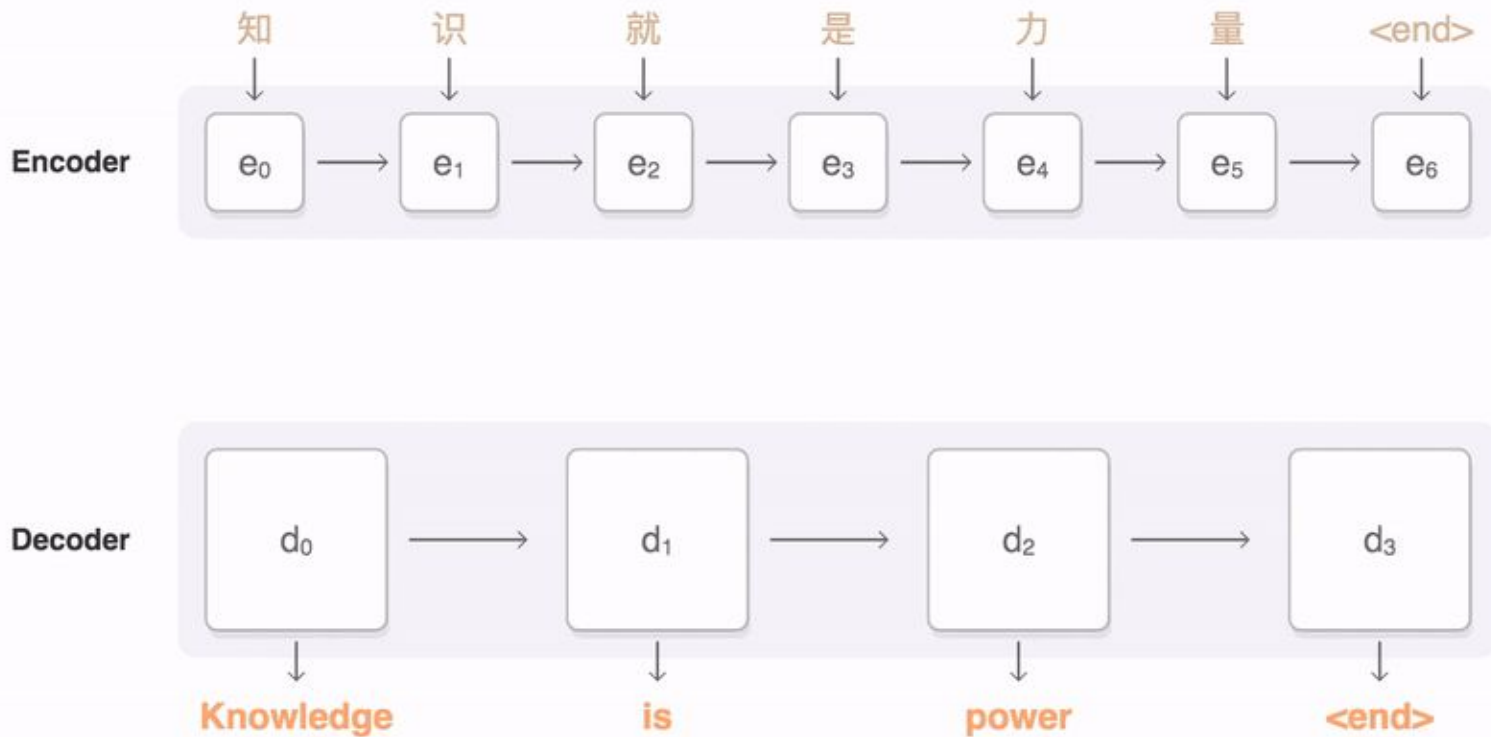 知 识 就 是 力 量 <end>
Encoder e₀ e₁ e₂ e₃ e₄ e₅ e₆
Decoder d₀ d₁ d₂ d₃
Knowledge is power <end>